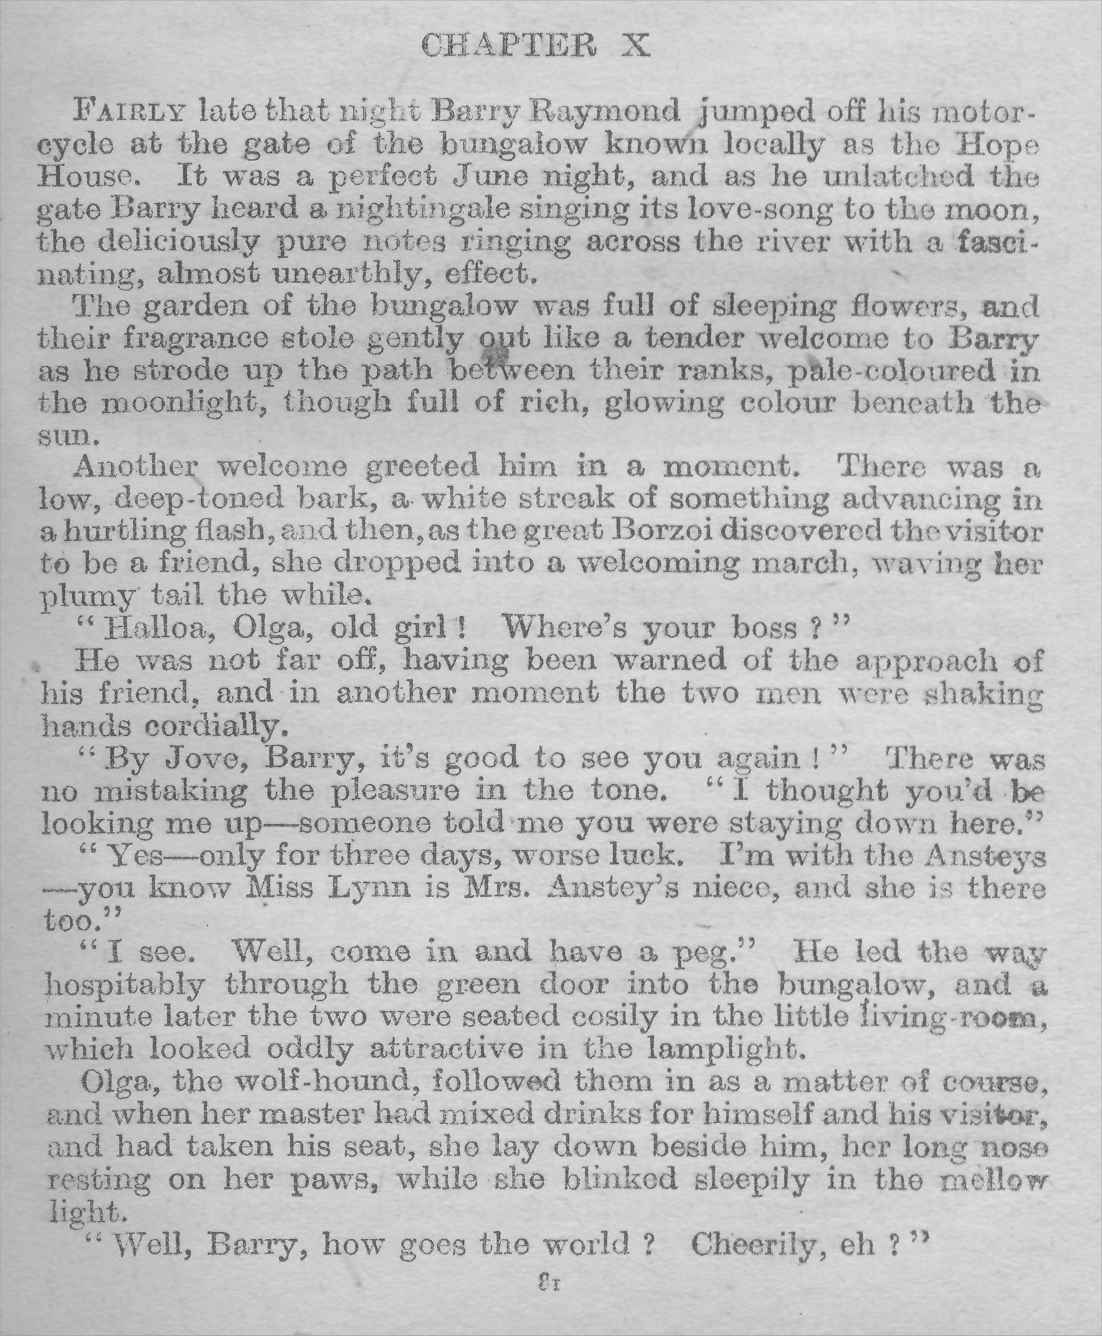 CHAPTER X
FAIRLY late that night Barry Raymond jumped off his motor-
cycle at the gate of the bungalow known locally as the Hope
House. It was a perfect June night, and as he unlatched the
gate Barry heard a nightingale singing its love-song to the moon,
the deliciously pure notes ringing across the river with a fasci-
nating, almost unearthly, effect.
The garden of the bungalow was full of sleeping flowers, and
their fragrance stole gently out like a tender welcome to Barry
as he strode up the path between their ranks, pale-coloured in
the moonlight, though full of rich, glowing colour beneath the
sun.
Another welcome greeted him in a moment. There was a
low, deep-toned bark, a white streak of something advancing in
a hurtling flash, and then, as the great Borzoi discovered the visitor
to be a friend, she dropped into a welcoming march, waving her
plumy tail the while.
“Halloa, Olga, old girl! Where's your boss?”
He was not far off, having been warned of the approach of
his friend, and in another moment the two men were shaking
hands cordially.
“By Jove, Barry, it's good to see you again!” There was
no mistaking the pleasure in the tone. “I thought you'd be
looking me up—someone told me you were staying down here.”
“Yes—only for three days, worse luck. I'm with the Ansteys
—you know Miss Lynn is Mrs. Anstey's niece, and she is there
too.”
“I see. Well, come in and have a peg.” He led the way
hospitably through the green door into the bungalow, and a
minute later the two were seated cosily in the little living-room,
which looked oddly attractive in the lamplight.
Olga, the wolf-hound, followed them in as a matter of course,
and when her master had mixed drinks for himself and his visitor,
and had taken his seat, she lay down beside him, her long nose
resting on her paws, while she blinked sleepily in the mellow
light.
“Well, Barry, how goes the world? Cheerily, eh?”
81